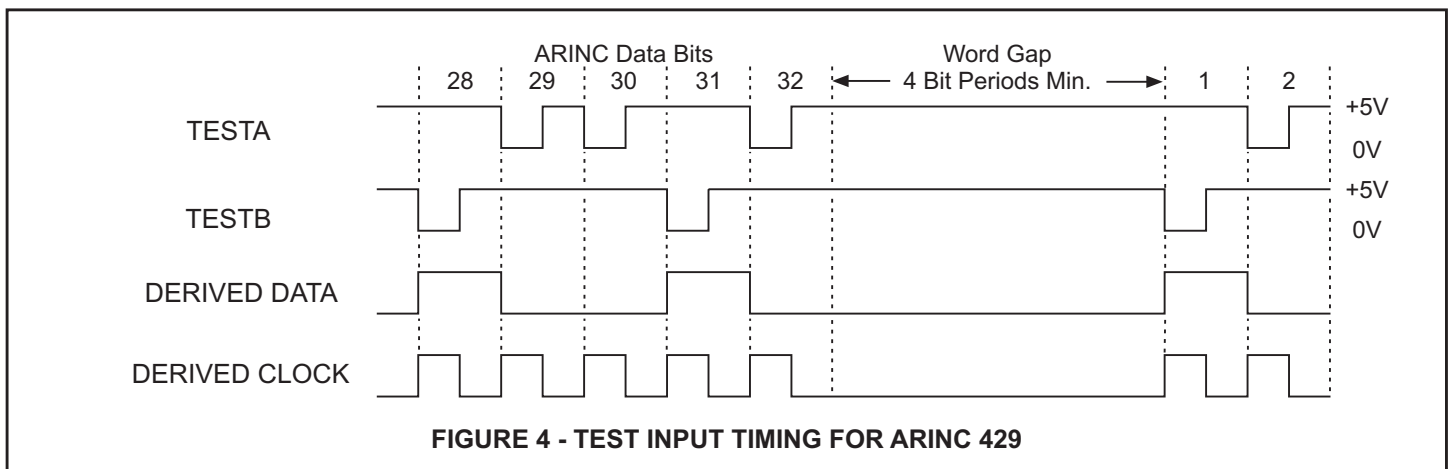 ARINC Data Bits
Word Gap
28 29 30 31 32 4 Bit Periods Min. 1 2
TESTA
+5V
0V
TESTB
+5V
0V
DERIVED DATA
DERIVED CLOCK
FIGURE 4 - TEST INPUT TIMING FOR ARINC 429